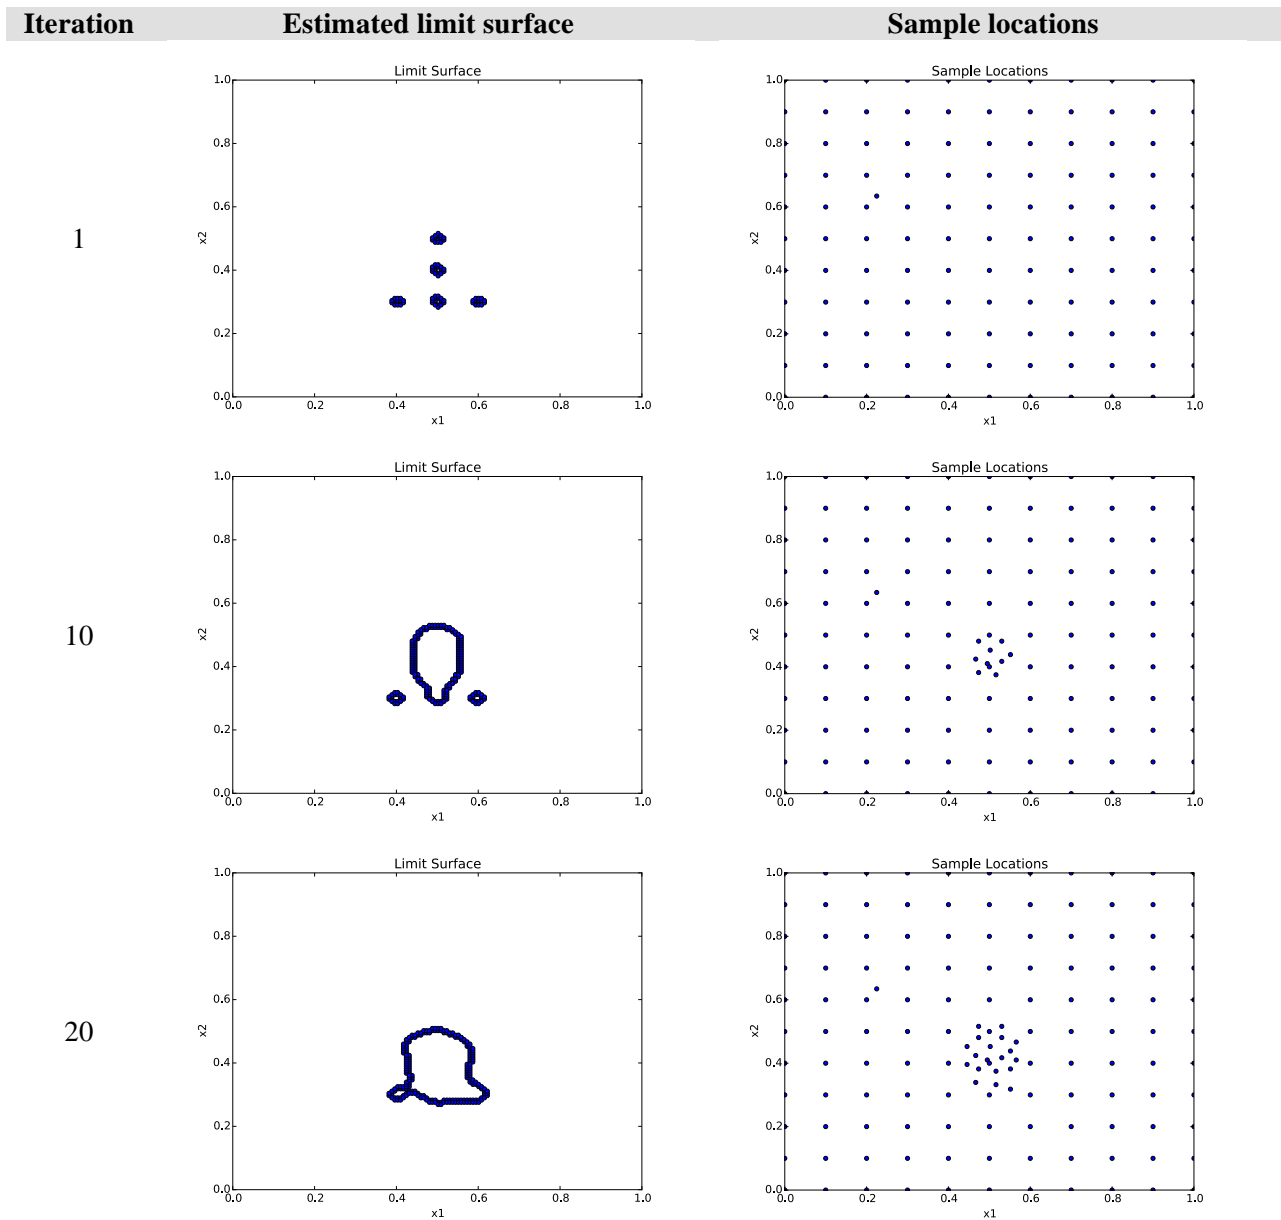 Iteration Estimated limit surface Sample locations
Limit Surface Sample Locations
1.0 1.0
0.8 0.8
0.6 0.6
1 x2 x2
0.4 0.4
0.2 0.2
0.0 0.0
0.0 0.2 0.4 0.6 0.8 1.0 0.0 0.2 0.4 0.6 0.8 1.0
x1 x1
Limit Surface Sample Locations
1.0 1.0
0.8 0.8
0.6 0.6
10 x2 x2
0.4 0.4
0.2 0.2
0.0 0.0
0.0 0.2 0.4 0.6 0.8 1.0 0.0 0.2 0.4 0.6 0.8 1.0
x1 x1
Limit Surface Sample Locations
1.0 1.0
0.8 0.8
0.6 0.6
20 x2 x2
0.4 0.4
0.2 0.2
0.0 0.0
0.0 0.2 0.4 0.6 0.8 1.0 0.0 0.2 0.4 0.6 0.8 1.0
x1 x1